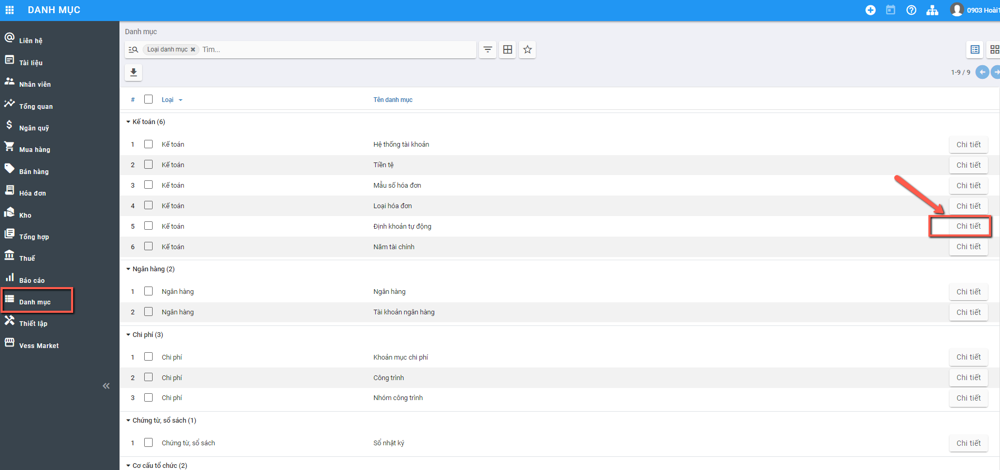 DANH MỤC
0903 Hoài1
Liên hệ
Tài liệu
Nhân viên
Tổng quan
Ngân quỹ
Mua hàng
Bán hàng
Hóa đơn
Kho
Tổng hợp
Thuế
Báo cáo
Danh mục
Thiết lập
Vess Market
Danh mục
Loại danh mục Tìm...
1-9 / 9
# Loại Tên danh mục
Kế toán (6)
1 Kế toán Hệ thống tài khoản Chi tiết
2 Kế toán Tiền tệ Chi tiết
3 Kế toán Mẫu số hóa đơn Chi tiết
4 Kế toán Loại hóa đơn Chi tiết
5 Kế toán Định khoản tự động Chi tiết
6 Kế toán Năm tài chính Chi tiết
Ngân hàng (2)
1 Ngân hàng Ngân hàng Chi tiết
2 Ngân hàng Tài khoản ngân hàng Chi tiết
Chi phí (3)
1 Chi phí Khoản mục chi phí Chi tiết
2 Chi phí Công trình Chi tiết
3 Chi phí Nhóm công trình Chi tiết
Chứng từ, sổ sách (1)
1 Chứng từ, sổ sách Sổ nhật ký Chi tiết
Cơ cấu tổ chức (2)